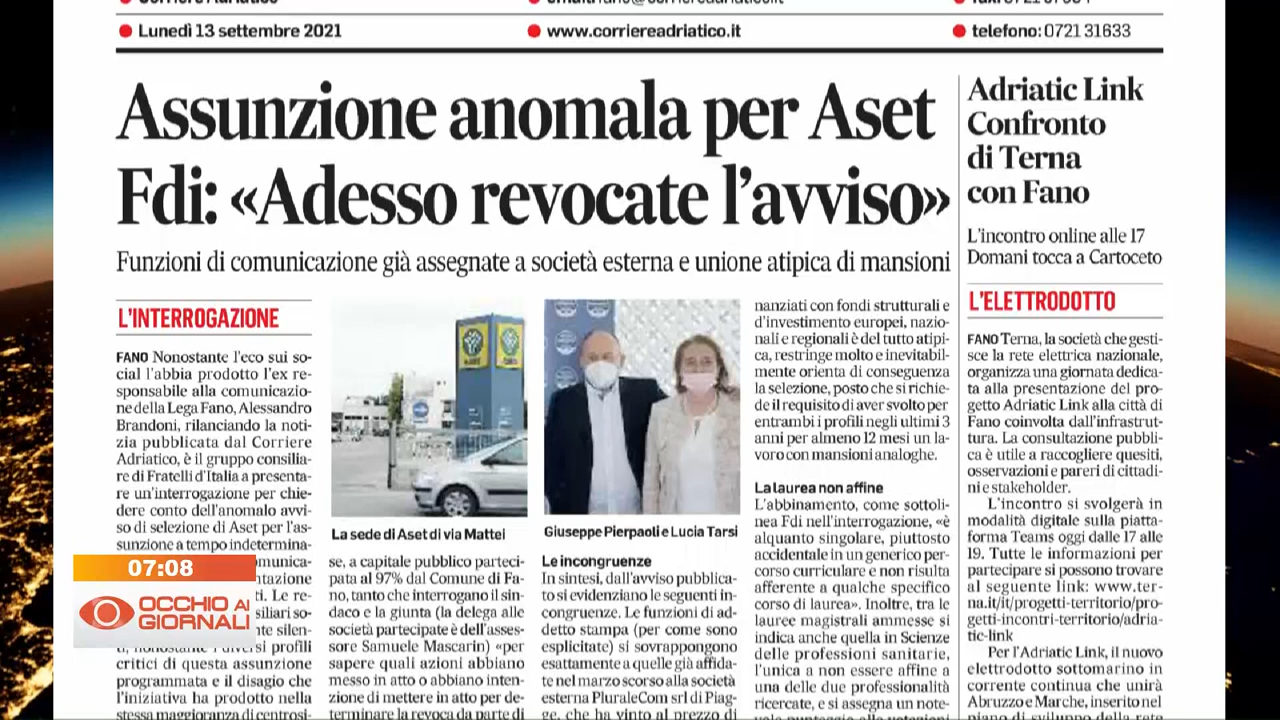 Lunedì 13 settembre 2021
www.corriereadriatico.it
telefono: 0721 31633
Assunzione anomala per Aset
Fdi: «Adesso revocate l'avviso»
Funzioni di comunicazione già assegnate a società esterna e unione atipica di mansioni
L'INTERROGAZIONE
FANO Nonostante l'eco sui so-
cial l'abbia prodotto l'ex re-
sponsabile alla comunicazio-
ne della Lega Fano, Alessandro
Brandoni, rilanciando la noti-
zia pubblicata dal Corriere
Adriatico, è il gruppo consilia-
re di Fratelli d'Italia a presenta-
re un'interrogazione per chie-
dere conto dell'anomalo avvi-
so di selezione di Aset per l'as-
sunzione a tempo indetermina-
critici di questa assunzione
programmata e il disagio che
l'iniziativa ha prodotto nella
stessa maggioranza di centrosi-
La sede di Aset di via Mattei
se, a capitale pubblico parteci-
pata al 97% dal Comune di Fa-
no, tanto che interrogano il sin-
daco e la giunta (la delega alle
società partecipate è dell'asses-
sore Samuele Mascarin) «per
sapere quali azioni abbiano
messo in atto o abbiano inten-
zione di mettere in atto per de-
terminare la revoca da parte di
Giuseppe Pierpaoli e Lucia Tarsi
Le incongruenze
In sintesi, dall'avviso pubblica-
to si evidenziano le seguenti in-
congruenze. Le funzioni di ad-
detto stampa (per come sono
esplicitate) si sovrappongono
esattamente a quelle già affida-
te nel marzo scorso alla società
esterna PluraleCom srl di Piag-
ge, che ha vinto al prezzo di
nanziati con fondi strutturali e
d'investimento europei, nazio-
nali e regionali è del tutto atipi-
ca, restringe molto e inevitabil-
mente orienta di conseguenza
la selezione, posto che si richie-
de il requisito di aver svolto per
entrambi i profili negli ultimi 3
anni per almeno 12 mesi un la-
voro con mansioni analoghe.
La laurea non affine
L'abbinamento, come sottoli-
nea Fdi nell'interrogazione, «è
alquanto singolare, piuttosto
accidentale in un generico per-
corso curriculare e non risulta
afferente a qualche specifico
corso di laurea». Inoltre, tra le
lauree magistrali ammesse si
indica anche quella in Scienze
delle professioni sanitarie,
l'unica a non essere affine a
una delle due professionalità
ricercate, e si assegna un note-
Adriatic Link
Confronto
di Terna
con Fano
L'incontro online alle 17
Domani tocca a Cartoceto
L'ELETTRODOTTO
FANO Terna, la società che gesti-
sce la rete elettrica nazionale,
organizza una giornata dedica-
ta alla presentazione del pro-
getto Adriatic Link alla città di
Fano coinvolta dall'infrastrut-
tura. La consultazione pubbli-
ca è utile a raccogliere quesiti,
osservazioni e pareri di cittadi-
ni e stakeholder.
L'incontro si svolgerà in
modalità digitale sulla piatta-
forma Teams oggi dalle 17 alle
19. Tutte le informazioni per
partecipare si possono trovare
al seguente link: www.ter-
na.it/it/progetti-territorio/pro-
getti-incontri-territorio/adria-
tic-link
Per l'Adriatic Link, il nuovo
elettrodotto sottomarino in
corrente continua che unirà
Abruzzo e Marche, inserito nel
piano di sviluppo della rete
07:08
OCCHIO AI
GIORNALI